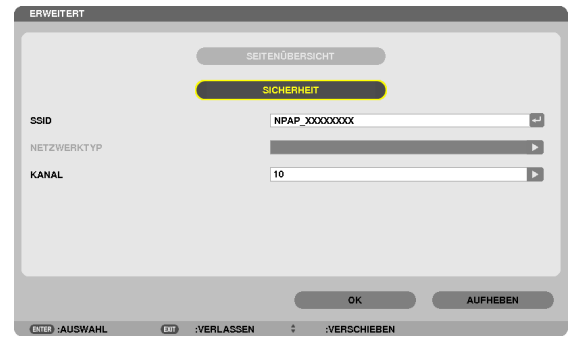 ERWEITERT
SEITENÜBERSICHT
SICHERHEIT
SSID NPAP_XXXXXXXX
NETZWERKTYP
KANAL 10
OK AUFHEBEN
ENTER :AUSWAHL EXIT :VERLASSEN :VERSCHIEBEN